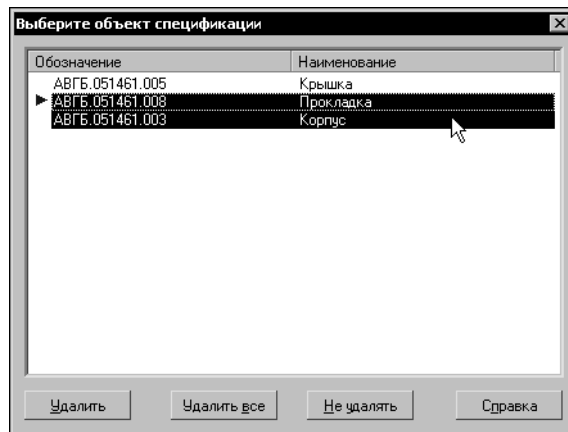 Выберите объект спецификации
Обозначение Наименование
АВГБ.051461.005 Крышка
АВГБ.051461.008 Прокладка
АВГБ.051461.003 Корпус
Удалить Удалить все Не удалять Справка